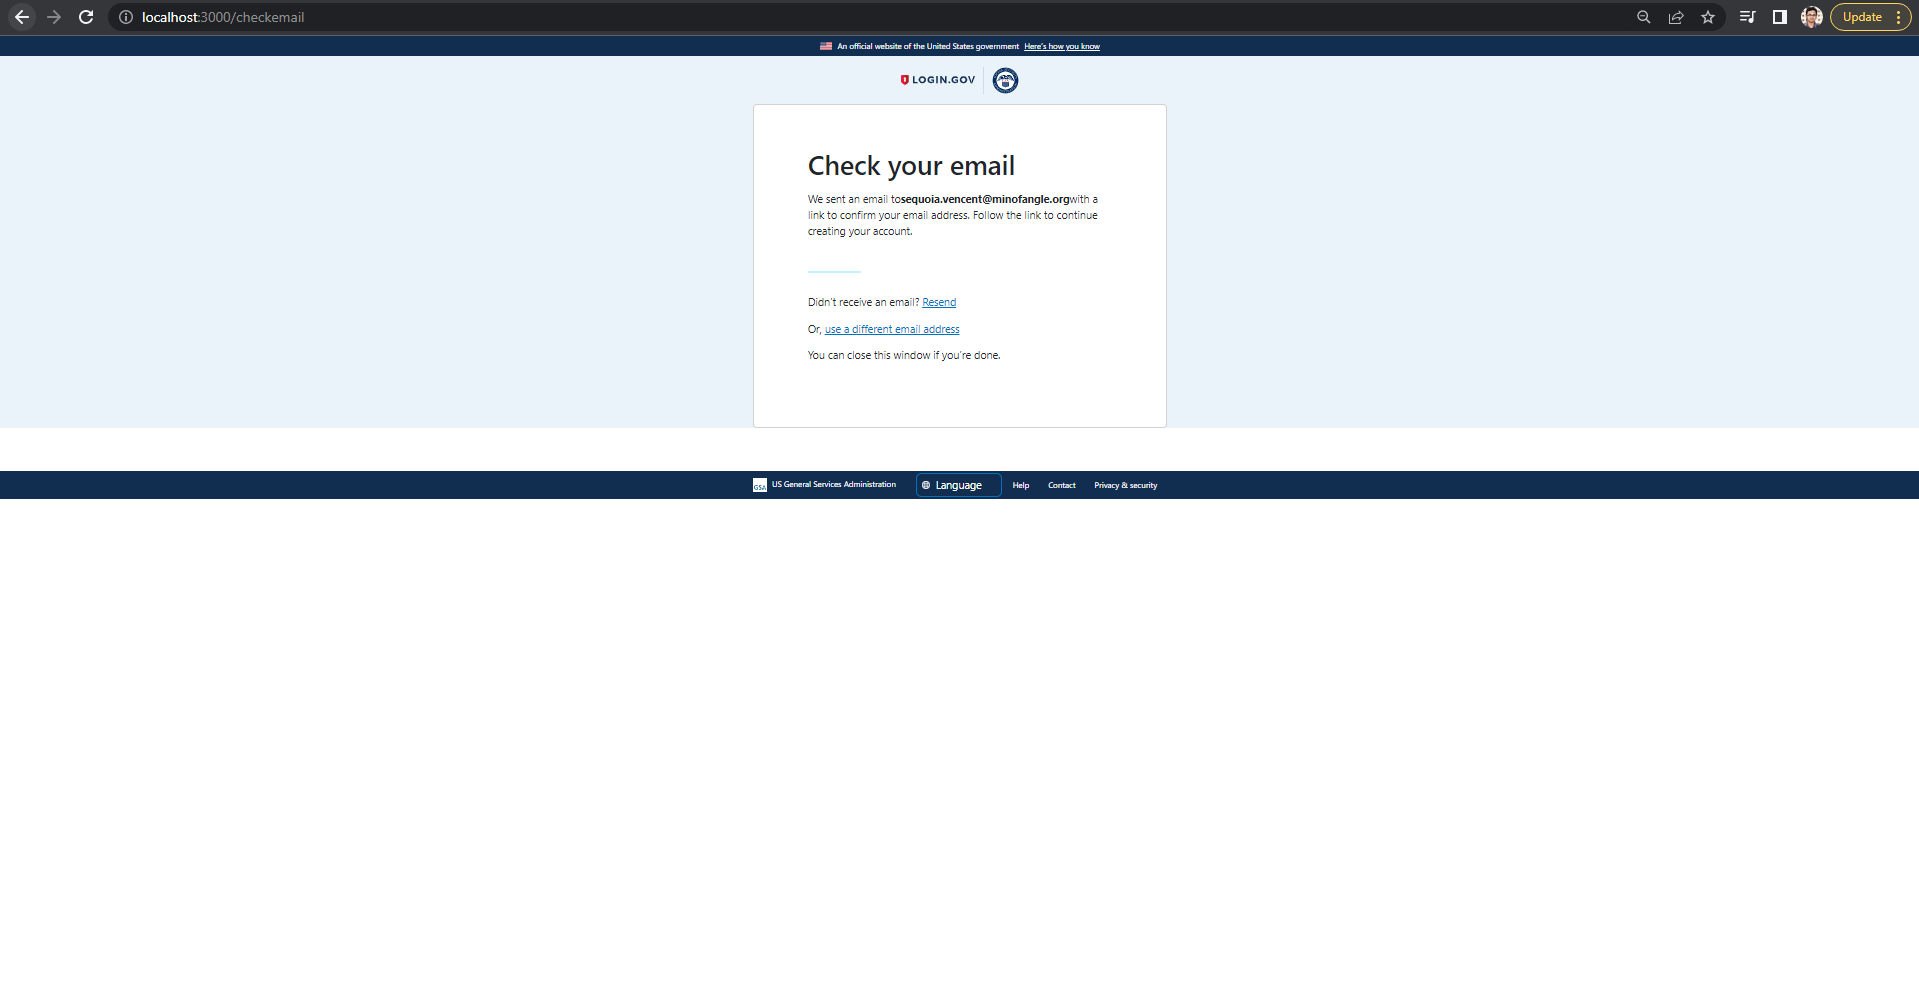 localhost:3000/checkemail
Update
An official website of the United States government Here's how you know
LOGIN.GOV
Check your email
We sent an email tosequoia.vencent@minofangle.orgwith a
link to confirm your email address. Follow the link to continue
creating your account.
Didn't receive an email? Resend
Or, use a different email address
You can close this window if you're done.
GSA US General Services Administration Language Help Contact Privacy & security